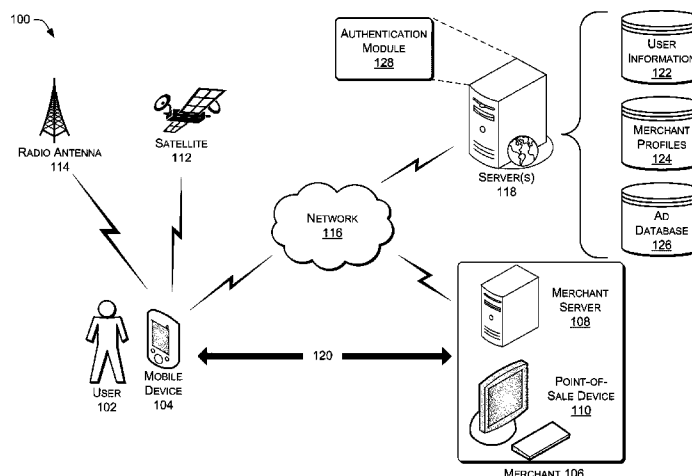 100
AUTHENTICATION
MODULE
128
USER
INFORMATION
122
RADIO ANTENNA
114
SATELLITE
112
MERCHANT
PROFILES
124
SERVER(S)
118
NETWORK
116
AD
DATABASE
126
MERCHANT
SERVER
108
120
USER
102
MOBILE
DEVICE
104
POINT-OF-
SALE DEVICE
110
MERCHANT 106